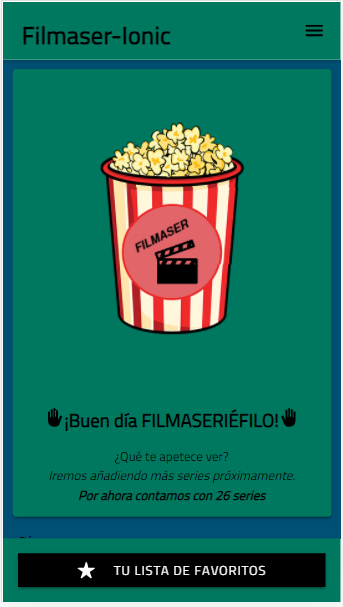 Filmaser-Ionic
FILMASER
¡Buen día FILMASERIÉFILO!
¿Qué te apetece ver?
Iremos añadiendo más series próximamente.
Por ahora contamos con 26 series
TU LISTA DE FAVORITOS